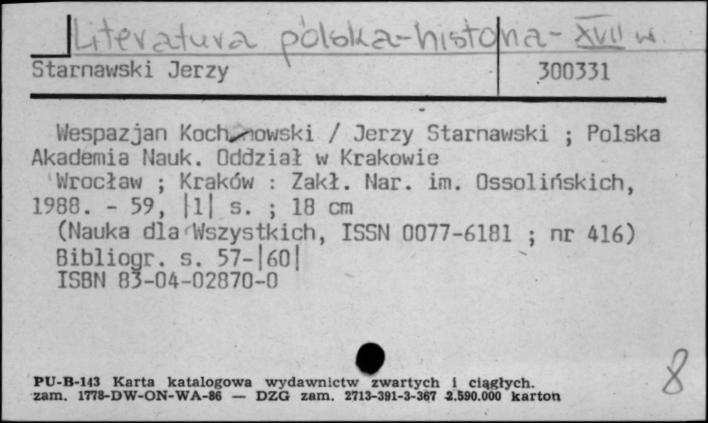 Literatura polska-historia- XVII w.
Starnawski Jerzy 300331
Wespazjan Kochanowski / Jerzy Starnawski ; Polska
Akademia Nauk. Oddział w Krakowie
Wrocław ; Kraków : Zakł. Nar. im. Ossolińskich,
1988. - 59, |1| s. ; 18 cm
(Nauka dla Wszystkich, ISSN 0077-6181 ; nr 416)
Bibliogr. s. 57-|60|
ISBN 83-04-02870-0
PU-B-143 Karta katalogowa wydawnictw zwartych i ciągłych.
zam. 1778-DW-ON-WA-86 — DZG zam. 2713-391-3-367 2.590.000 karton
8